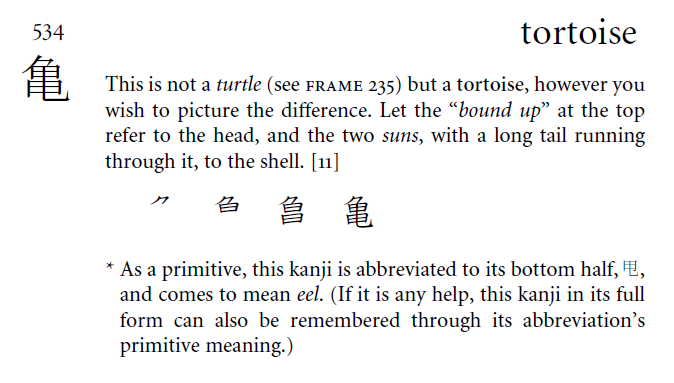 534 tortoise
亀
This is not a turtle (see FRAME 235) but a tortoise, however you
wish to picture the difference. Let the “bound up” at the top
refer to the head, and the two suns, with a long tail running
through it, to the shell. [11]
亀
* As a primitive, this kanji is abbreviated to its bottom half, 电,
and comes to mean eel. (If it is any help, this kanji in its full
form can also be remembered through its abbreviation’s
primitive meaning.)